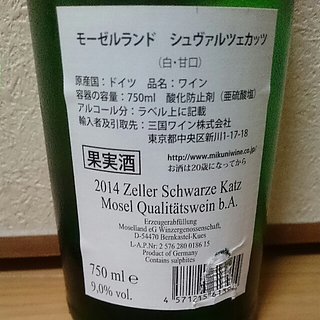 モーゼルランド シュヴァルツェカッツ
(白・甘口)
原産国：ドイツ 品名：ワイン
容器の容量：750ml 酸化防止剤（亜硫酸塩）
アルコール分：ラベル上に記載
輸入者及引取先：三国ワイン株式会社
東京都中央区新川1-17-18
果実酒
http://www.mikuniwine.co.jp/
お酒は20歳になってから
2014 Zeller Schwarze Katz
Mosel Qualitätswein b.A.
Erzeugerabfüllung
Moselland eG Winzergenossenschaft,
D-54470 Bernkastel-Kues
L-A.P.Nr: 2 576 280 0186 15
Product of Germany
Contains sulphites
750 ml e
9,0% vol.